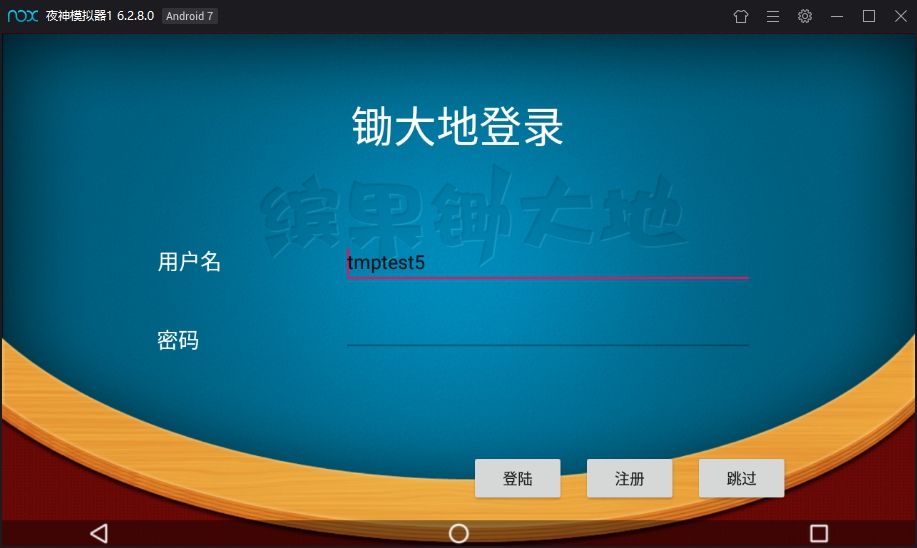 nox 夜神模拟器1 6.2.8.0 Android 7
锄大地登录
缤果锄大地
用户名 tmptest5
密码
登陆 注册 跳过